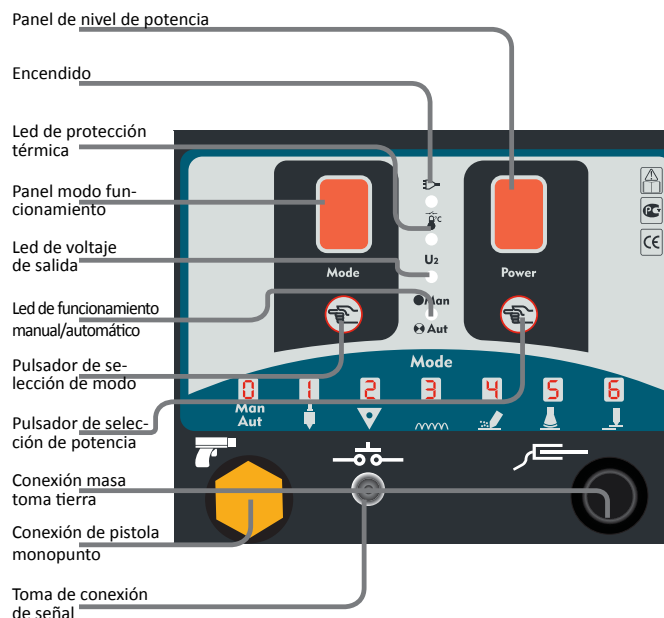 Panel de nivel de potencia
Encendido
Led de protección
térmica
Panel modo fun-
cionamiento
Led de voltaje
de salida
Led de funcionamiento
manual/automático
Pulsador de se-
lección de modo
Pulsador de selec-
ción de potencia
Conexión masa
toma tierra
Conexión de pistola
monopunto
Toma de conexión
de señal
°C
U2
Man
Aut
Mode
Power
Mode
0 1 2 3 4 5 6
Man
Aut
CE